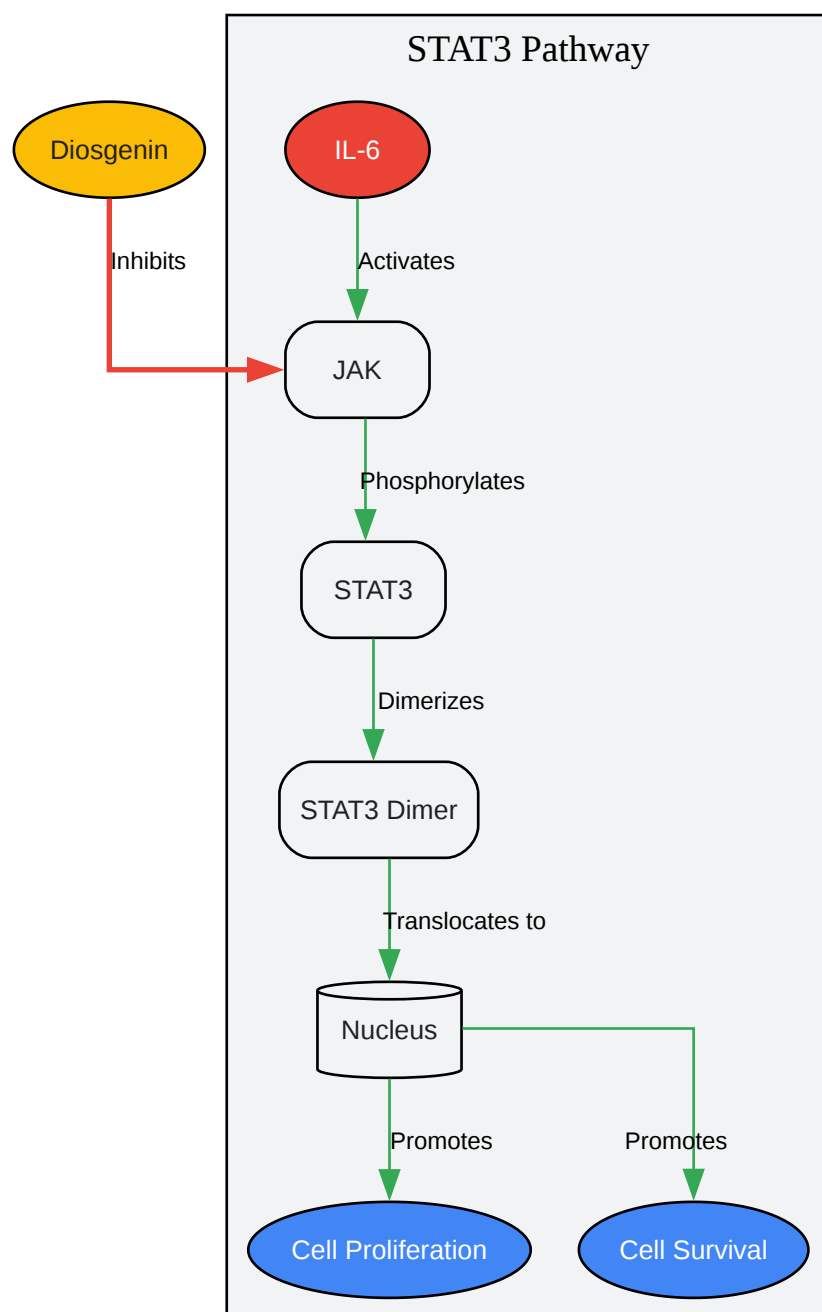 STAT3 Pathway
Diosgenin
IL-6
Inhibits
Activates
JAK
Phosphorylates
STAT3
Dimerizes
STAT3 Dimer
Translocates to
Nucleus
Promotes
Promotes
Cell Proliferation
Cell Survival